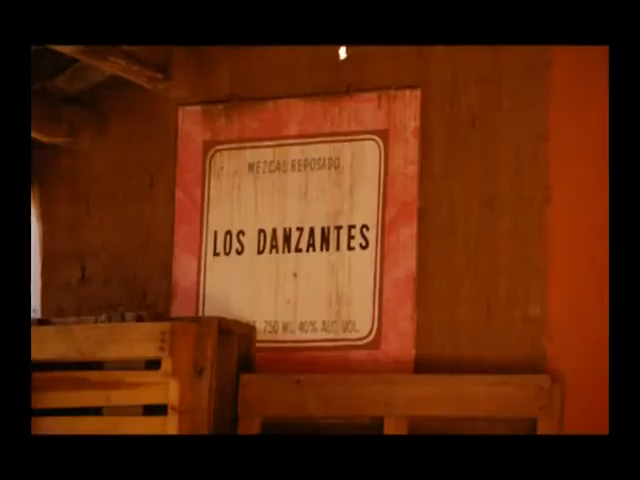 MEZCAL REPOSADO
LOS DANZANTES
750 ML. 40% ALC. VOL.